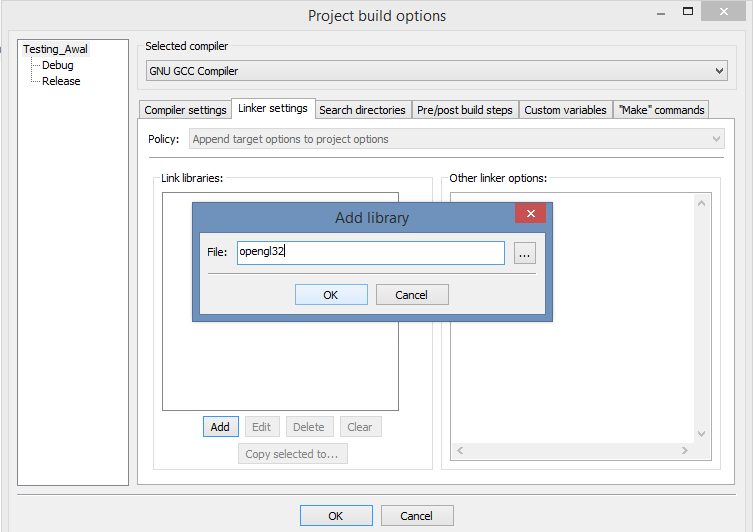 Project build options
Testing_Awal
Debug
Release
Selected compiler
GNU GCC Compiler
Compiler settings Linker settings Search directories Pre/post build steps Custom variables "Make" commands
Policy: Append target options to project options
Link libraries: Other linker options:
Add library
File: opengl32 ...
OK Cancel
Add Edit Delete Clear
Copy selected to...
OK Cancel